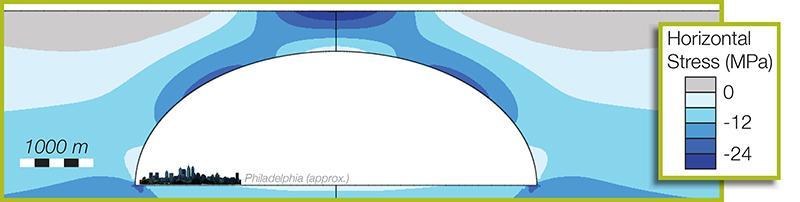 Horizontal
Stress (MPa)
0
-12
-24
1000 m
Philadelphia (approx.)